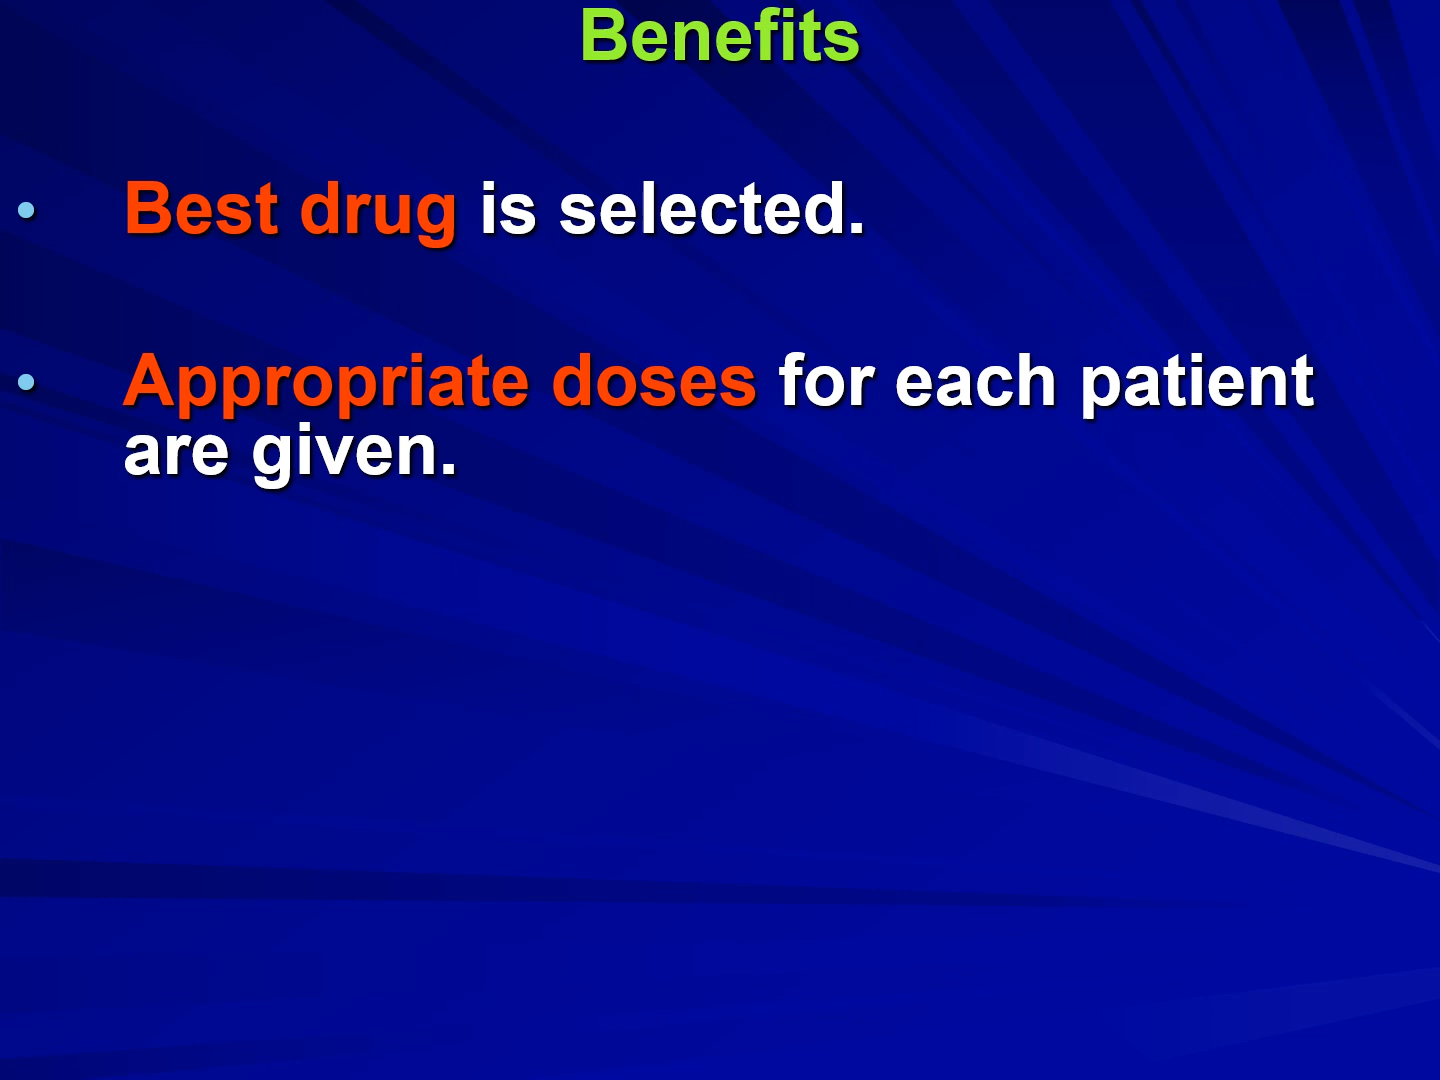 Benefits
• Best drug is selected.
• Appropriate doses for each patient
are given.